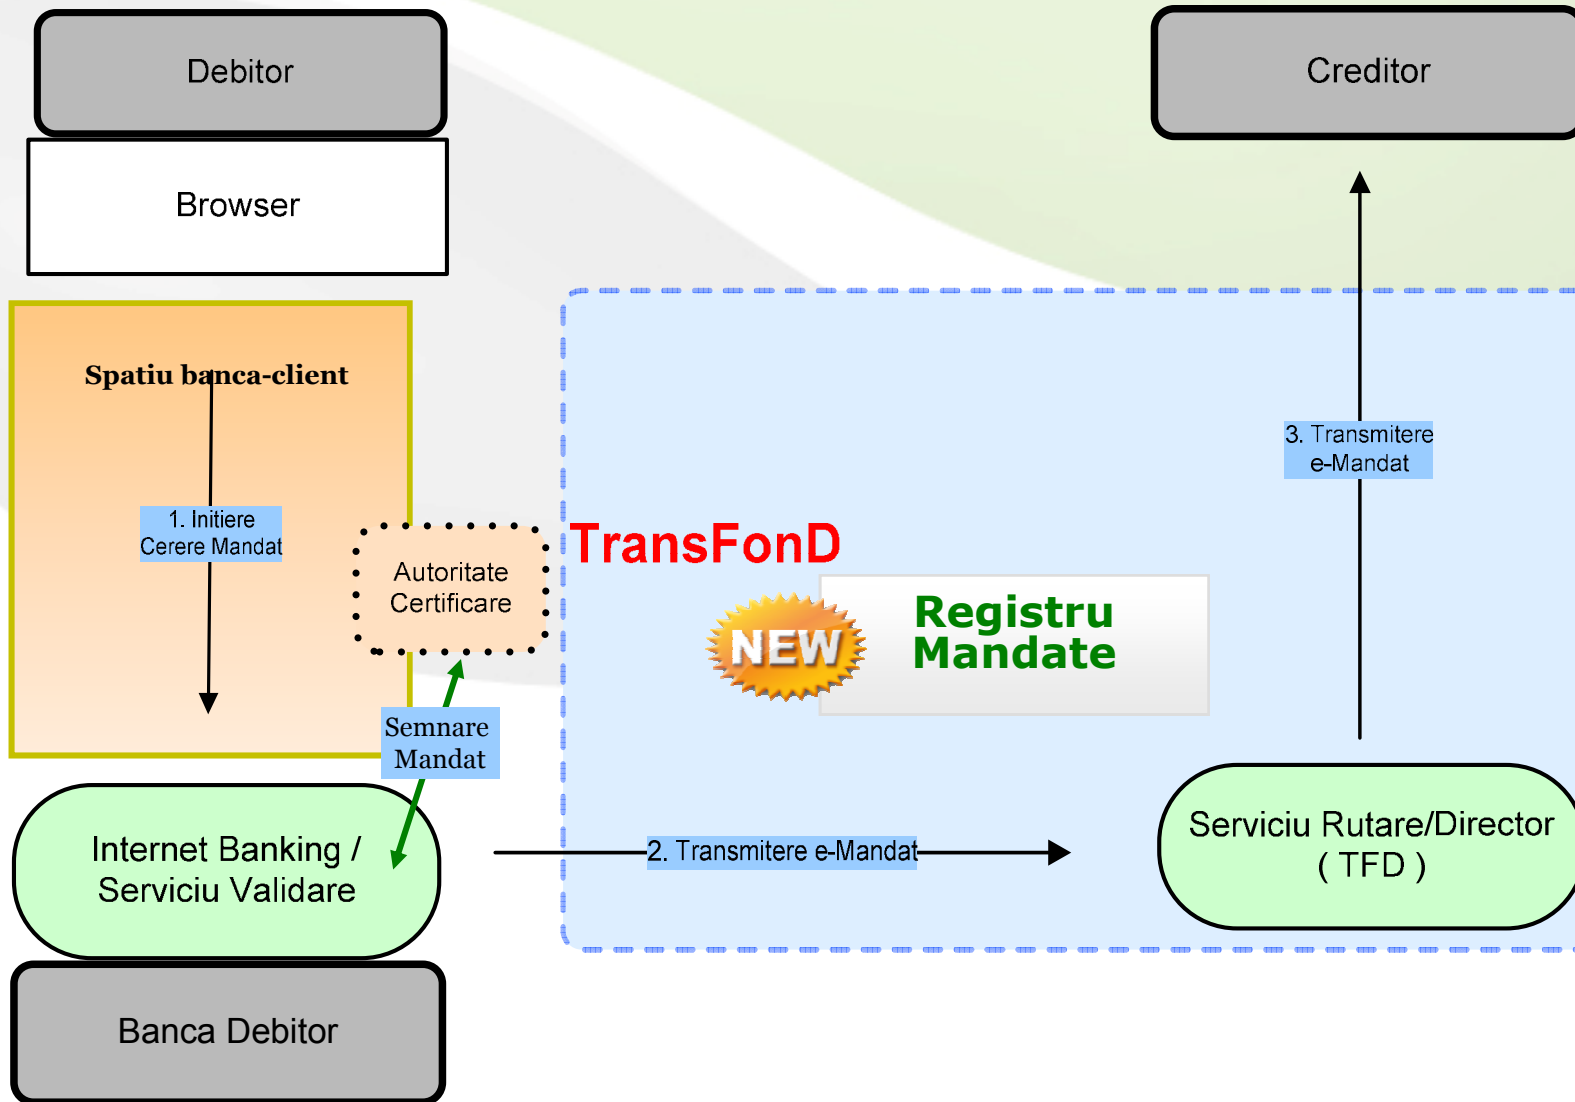 Debitor
Creditor
Browser
Spatiu banca-client
1. Initiere
Cerere Mandat
Autoritate
Certificare
Semnare
Mandat
Internet Banking /
Serviciu Validare
Banca Debitor
TransFonD
NEW
Registru
Mandate
2. Transmitere e-Mandat
3. Transmitere
e-Mandat
Serviciu Rutare/Director
( TFD )